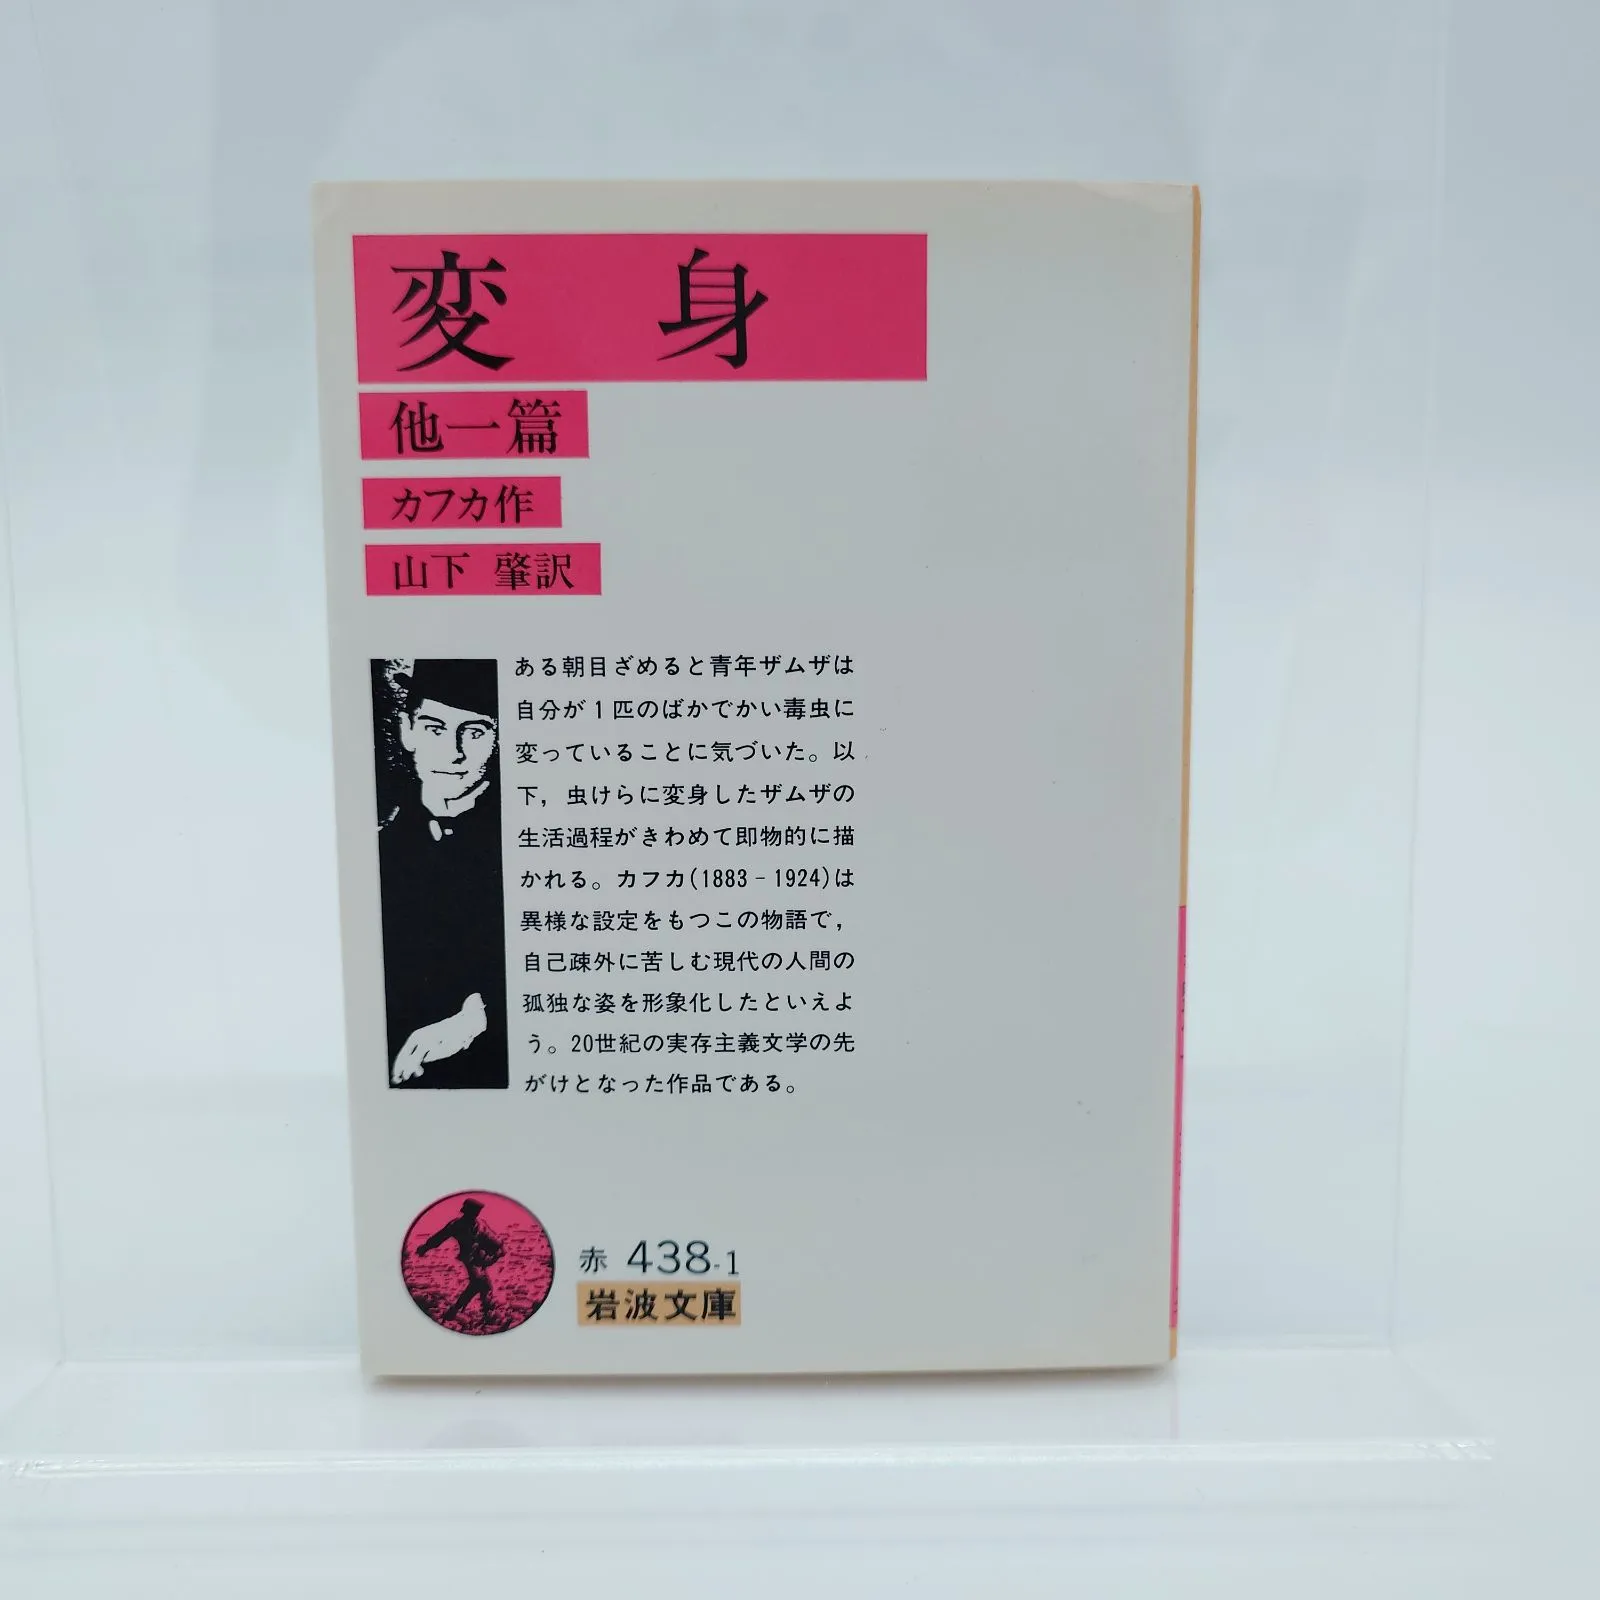 変 身
他一篇
カフカ作
山下 肇訳
ある朝目ざめると青年ザムザは
自分が1匹のばかでかい毒虫に
変っていることに気づいた。以
下，虫けらに変身したザムザの
生活過程がきわめて即物的に描
かれる。カフカ(1883‐1924)は
異様な設定をもつこの物語で，
自己疎外に苦しむ現代の人間の
孤独な姿を形象化したといえよ
う。20世紀の実存主義文学の先
がけとなった作品である。
赤 438-1
岩波文庫